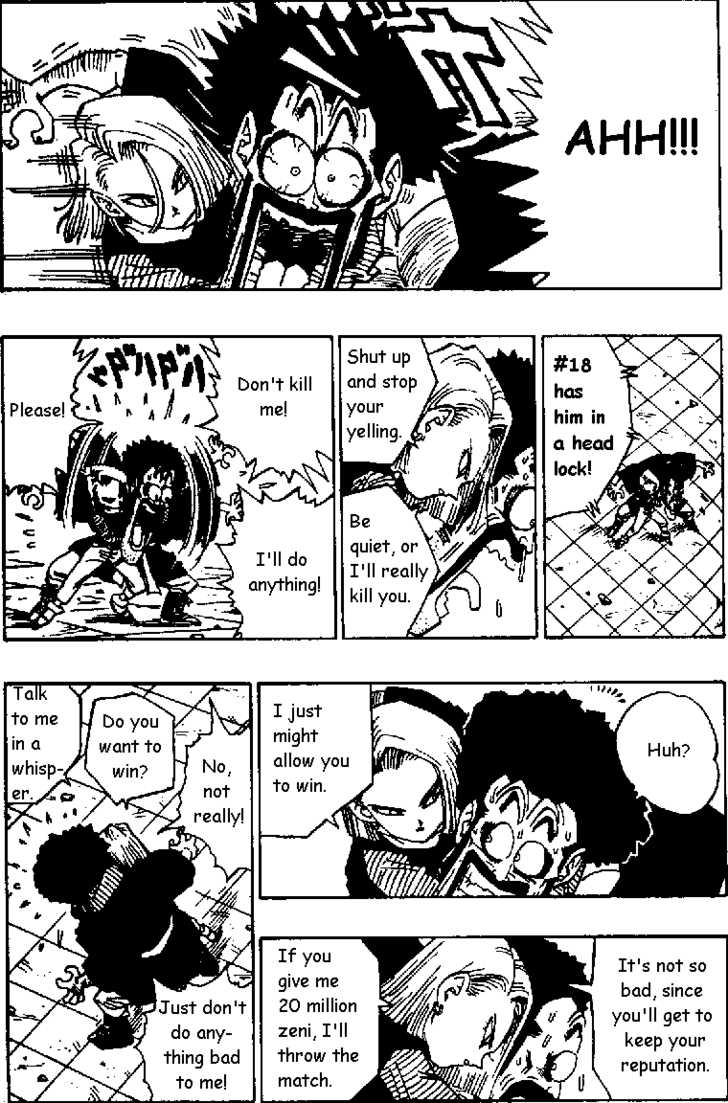 AHH!!!
Please!
Don't kill
me!
I'll do
anything!
Shut up
and stop
your
yelling.
Be
quiet, or
I'll really
kill you.
#18
has
him in
a head
lock!
Talk
to me
in a
whisp-
er.
Do you
want to
win?
No,
not
really!
Just don't
do any-
thing bad
to me!
I just
might
allow you
to win.
Huh?
If you
give me
20 million
zeni, I'll
throw the
match.
It's not so
bad, since
you'll get to
keep your
reputation.